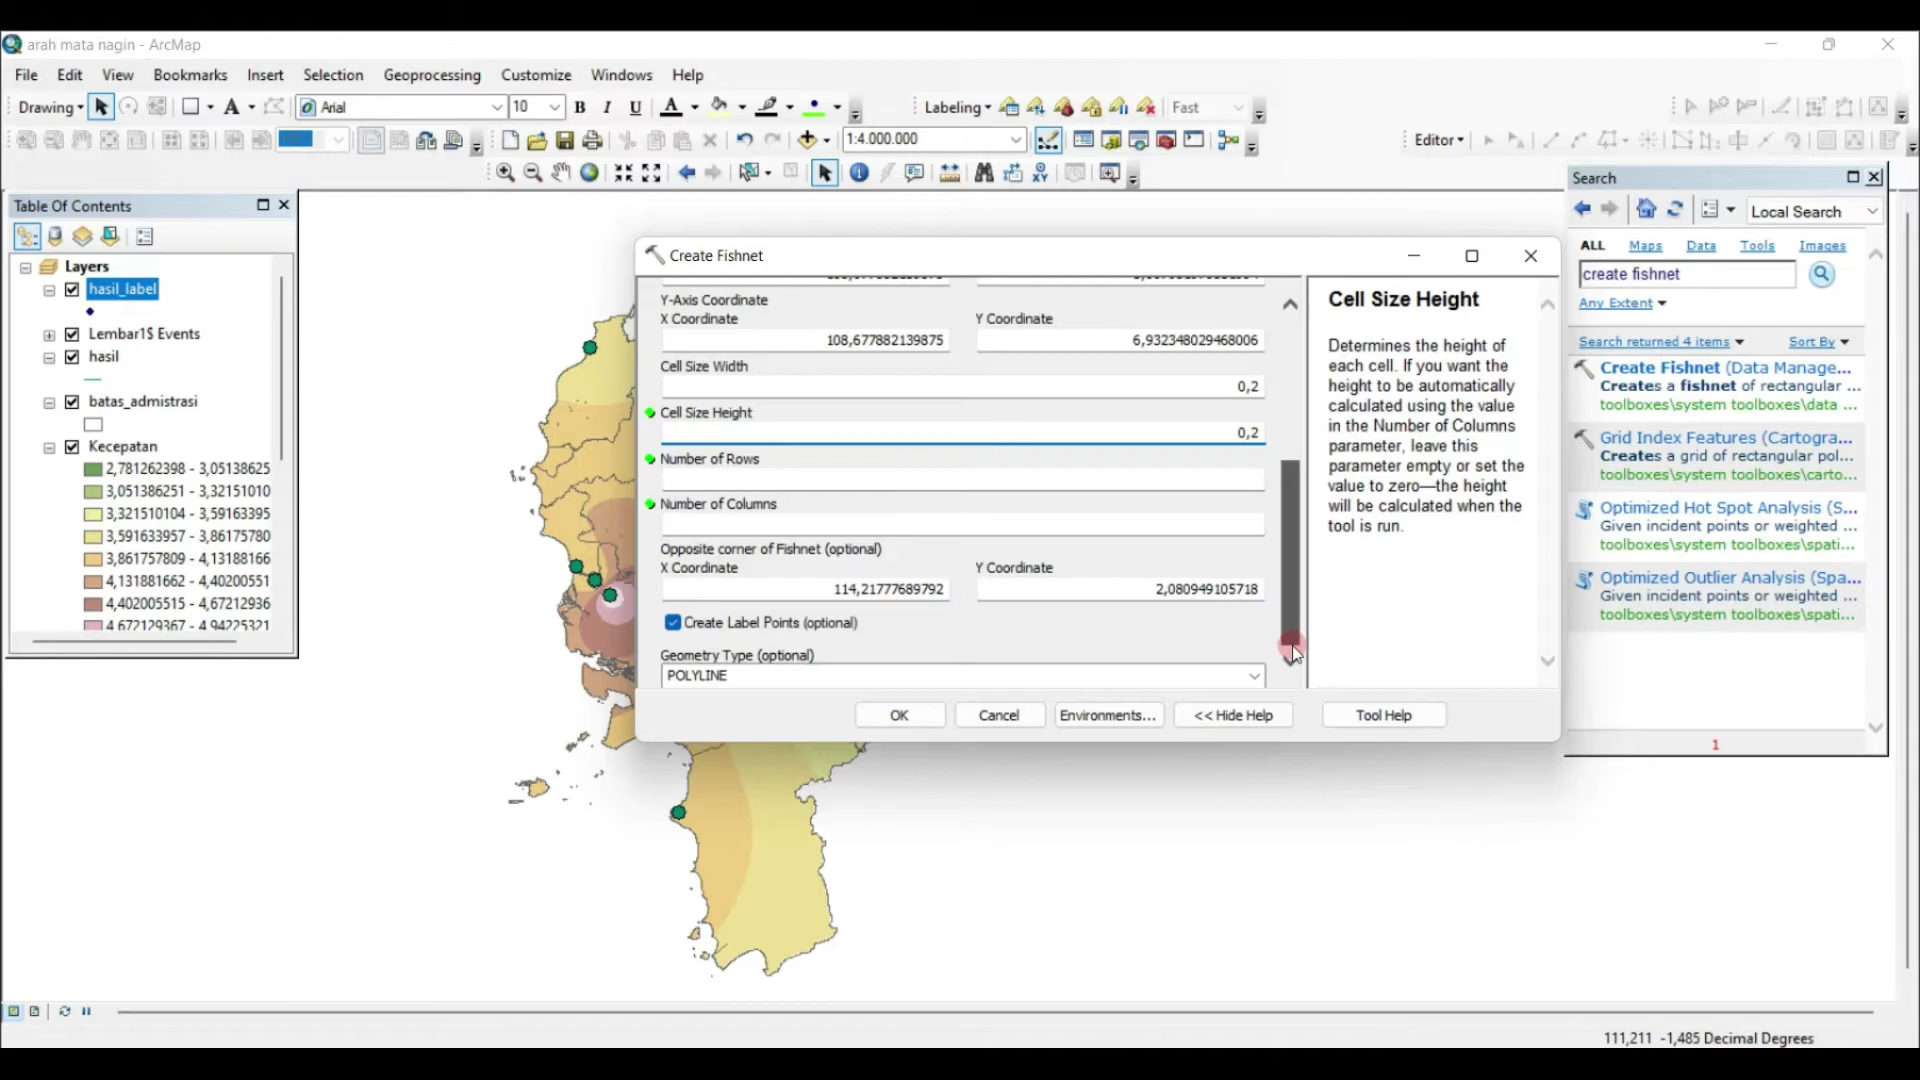 arah mata nagin - ArcMap
File Edit View Bookmarks Insert Selection Geoprocessing Customize Windows Help
Drawing Arial 10 B I U Labeling Fast
1:4.000.000 Editor
Table Of Contents
Layers
hasil_label
Lembar1$ Events
hasil
batas_admistrasi
Kecepatan
2,781262398 - 3,05138625
3,051386251 - 3,32151010
3,321510104 - 3,59163395
3,591633957 - 3,86175780
3,861757809 - 4,13188166
4,131881662 - 4,40200551
4,402005515 - 4,67212936
4,672129367 - 4,94225321
Create Fishnet
Y-Axis Coordinate
X Coordinate Y Coordinate
108,677882139875 6,932348029468006
Cell Size Width
0,2
Cell Size Height
0,2
Number of Rows
Number of Columns
Opposite corner of Fishnet (optional)
X Coordinate Y Coordinate
114,21777689792 2,080949105718
Create Label Points (optional)
Geometry Type (optional)
POLYLINE
OK Cancel Environments... << Hide Help Tool Help
Cell Size Height
Determines the height of
each cell. If you want the
height to be automatically
calculated using the value
in the Number of Columns
parameter, leave this
parameter empty or set the
value to zero—the height
will be calculated when the
tool is run.
Search
Local Search
ALL Maps Data Tools Images
create fishnet
Any Extent
Search returned 4 items Sort By
Create Fishnet (Data Manage...
Creates a fishnet of rectangular ...
toolboxes\system toolboxes\data ...
Grid Index Features (Cartogra...
Creates a grid of rectangular pol...
toolboxes\system toolboxes\carto...
Optimized Hot Spot Analysis (S...
Given incident points or weighted ...
toolboxes\system toolboxes\spati...
Optimized Outlier Analysis (Spa...
Given incident points or weighted ...
toolboxes\system toolboxes\spati...
1
111,211 -1,485 Decimal Degrees